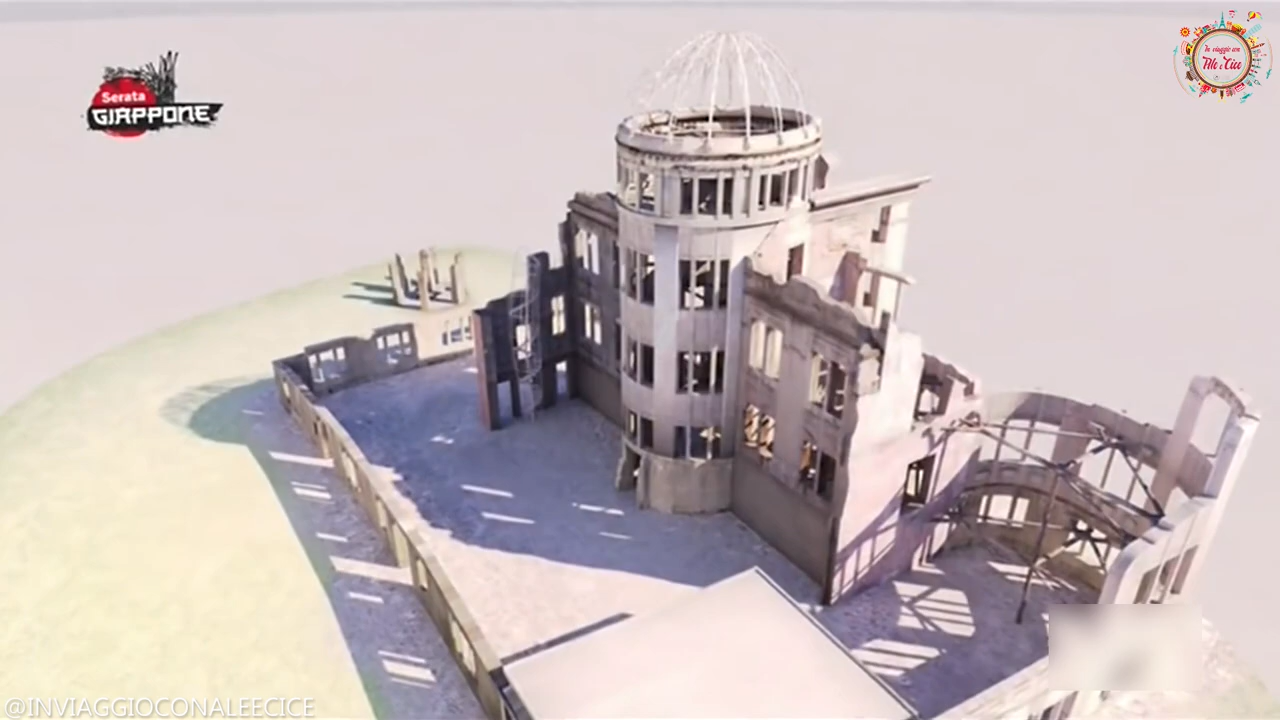 Serata
GIAPPONE
In viaggio con
Ale e Cice
@INVIAGGIOCONALEECICE